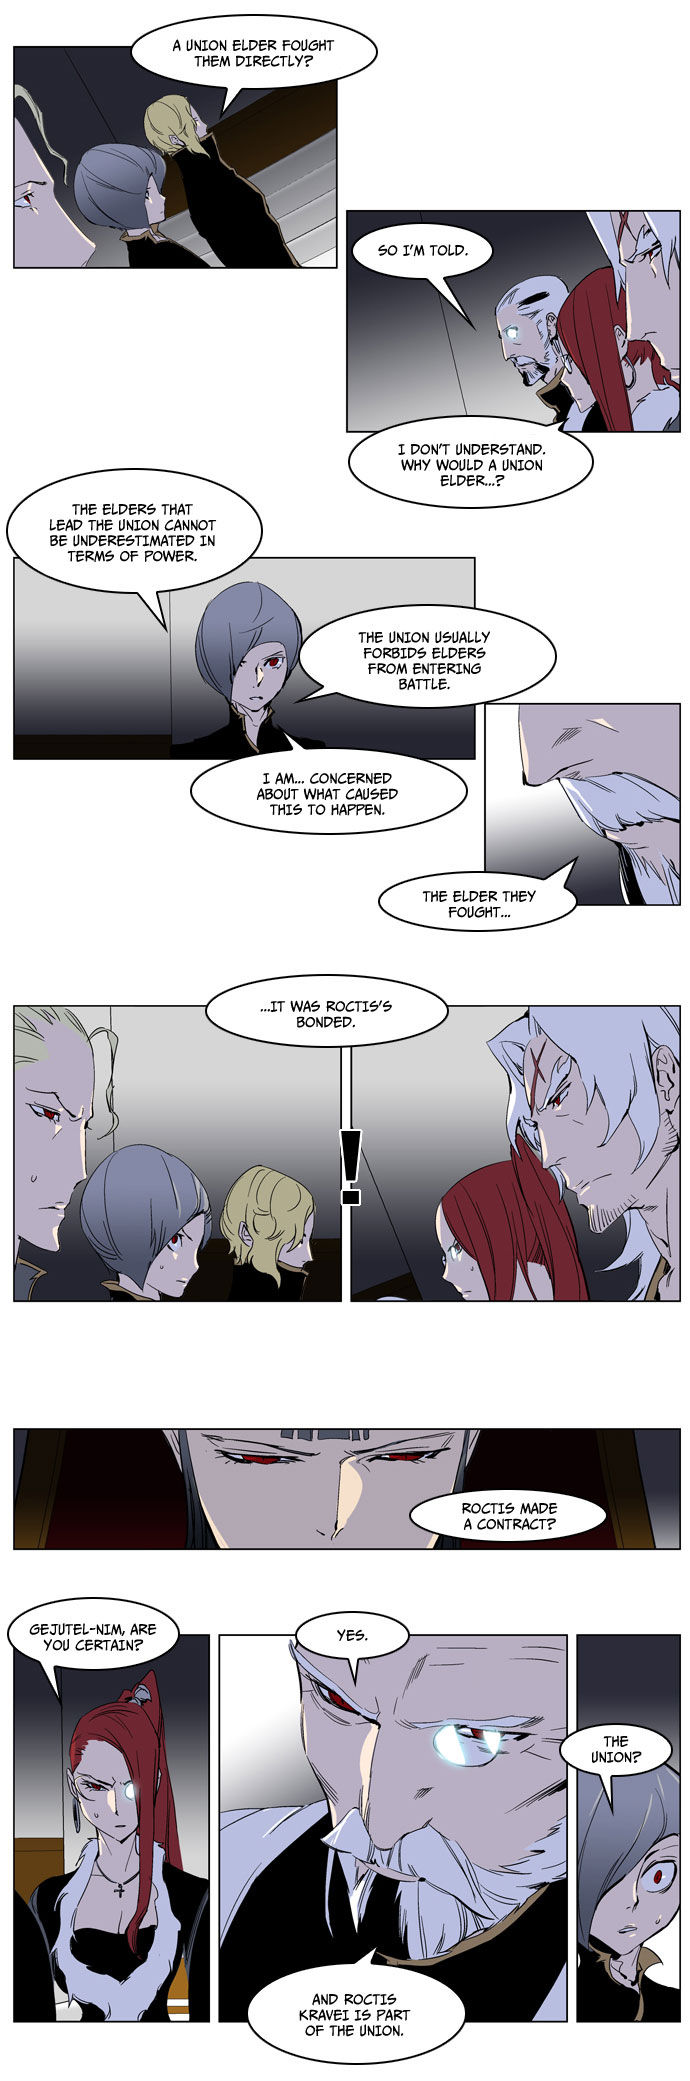 A UNION ELDER FOUGHT
THEM DIRECTLY?
SO I'M TOLD.
I DON'T UNDERSTAND.
WHY WOULD A UNION
ELDER...?
THE ELDERS THAT
LEAD THE UNION CANNOT
BE UNDERESTIMATED IN
TERMS OF POWER.
THE UNION USUALLY
FORBIDS ELDERS
FROM ENTERING
BATTLE.
I AM... CONCERNED
ABOUT WHAT CAUSED
THIS TO HAPPEN.
THE ELDER THEY
FOUGHT...
...IT WAS ROCTIS'S
BONDED.
!
ROCTIS MADE
A CONTRACT?
GEJUTEL-NIM, ARE
YOU CERTAIN?
YES.
AND ROCTIS
KRAVEI IS PART
OF THE UNION.
THE
UNION?